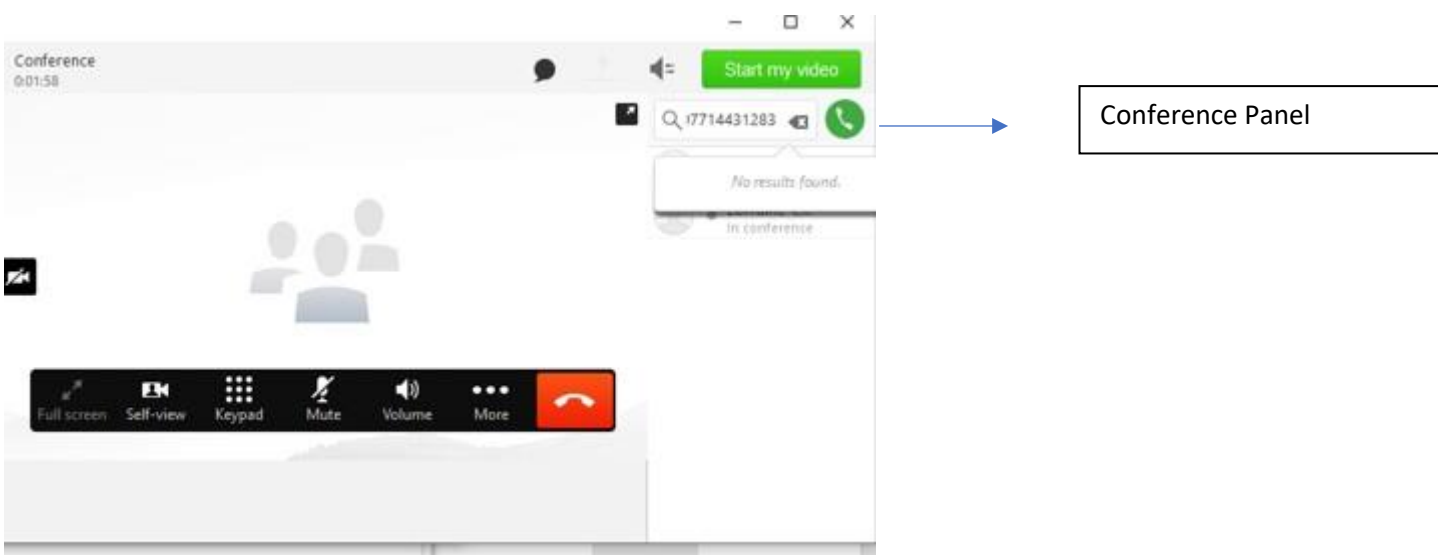 Conference
0:01:58
Start my video
7714431283
Conference Panel
No results found.
In conference
Full screen
Self-view
Keypad
Mute
Volume
More